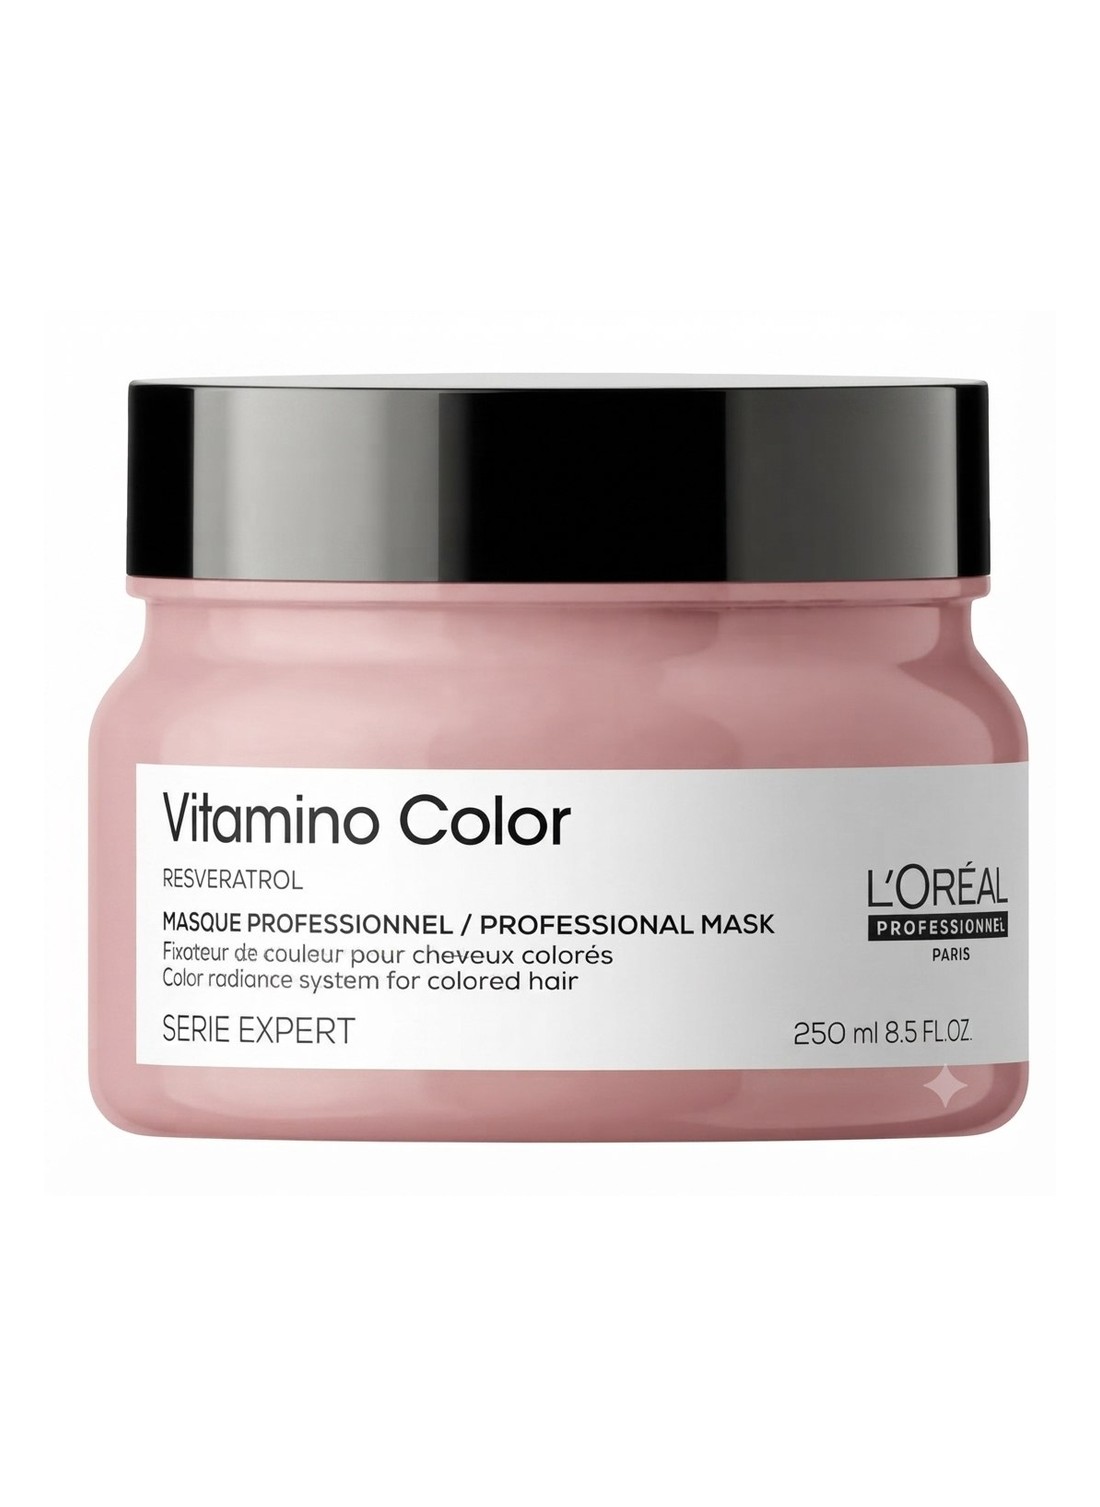 Vitamino Color
RESVERATROL
MASQUE PROFESSIONNEL / PROFESSIONAL MASK
Fixateur de couleur pour cheveux colorés
Color radiance system for colored hair
SERIE EXPERT
L'ORÉAL
PROFESSIONNEL
PARIS
250 ml 8.5 FL.OZ.